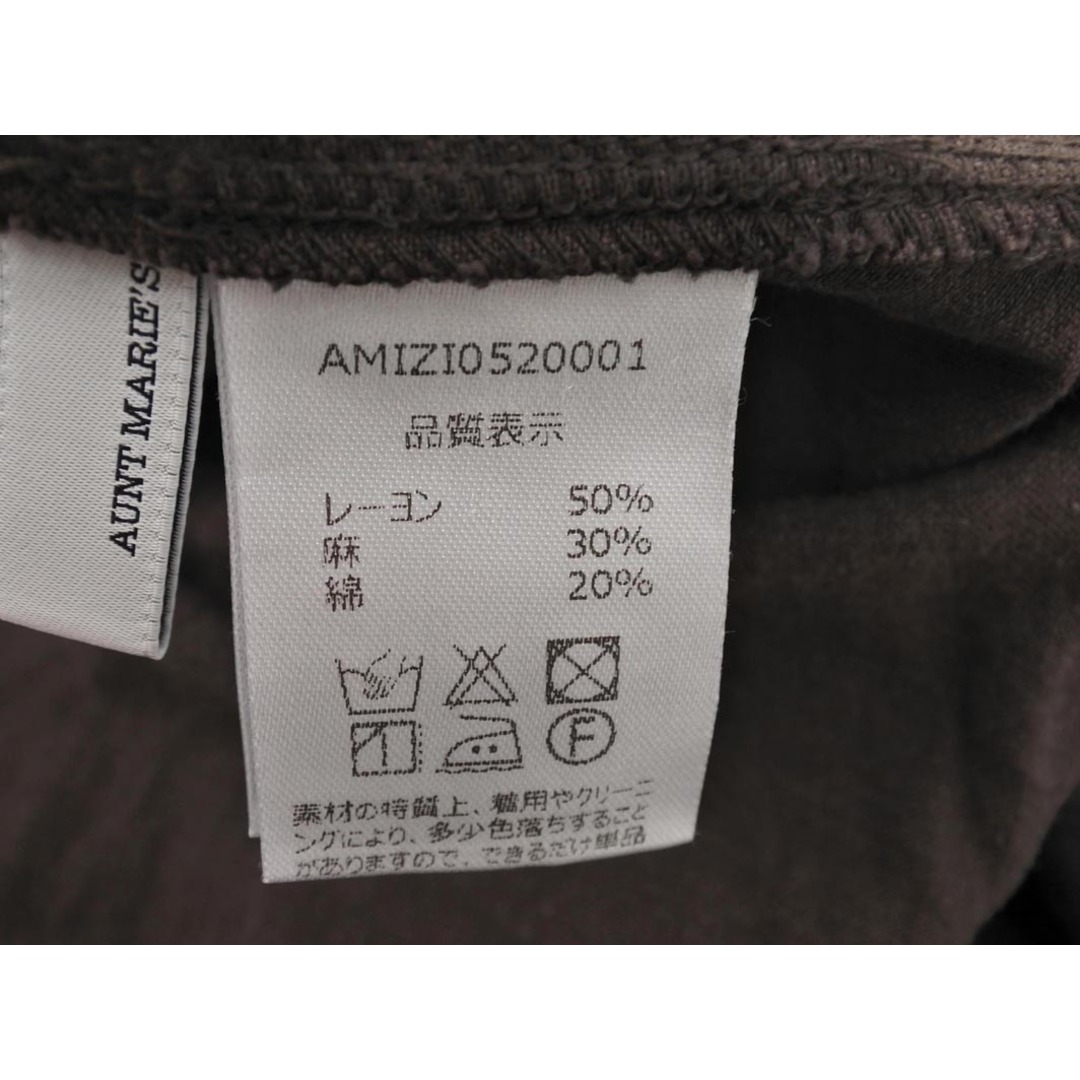 AUNT MARIE'S
AMIZI0520001
品質表示
レーヨン 50%
麻 30%
綿 20%
F
素材の特質上、着用やクリーニ
ングにより、多少色落ちすること
がありますので、できるだけ単品